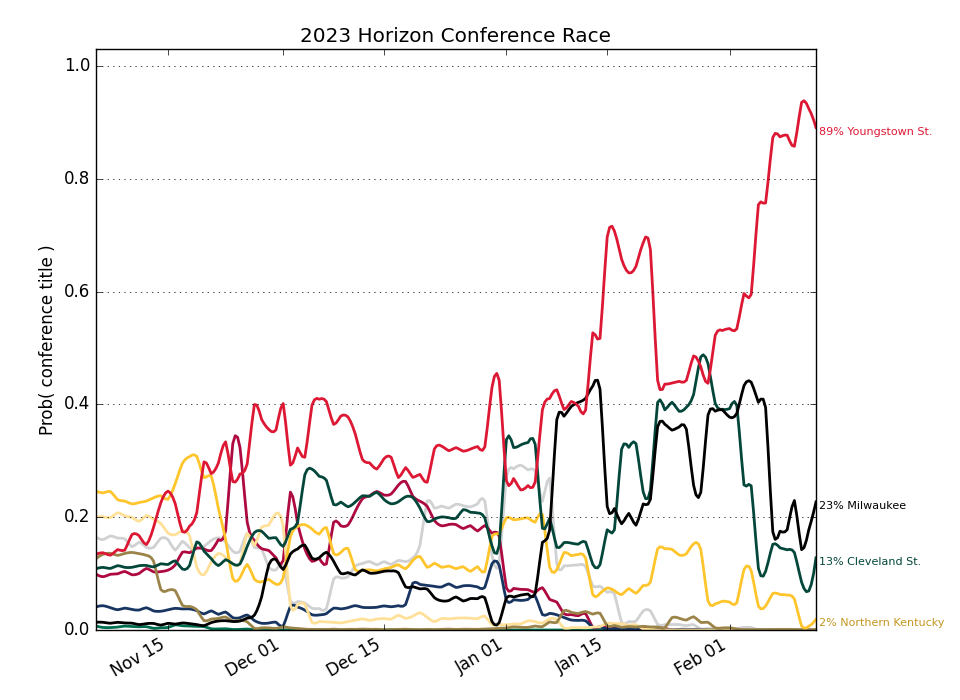 2023 Horizon Conference Race
Prob( conference title )
1.0
0.8
0.6
0.4
0.2
0.0
89% Youngstown St.
23% Milwaukee
13% Cleveland St.
2% Northern Kentucky
Nov 15
Dec 01
Dec 15
Jan 01
Jan 15
Feb 01